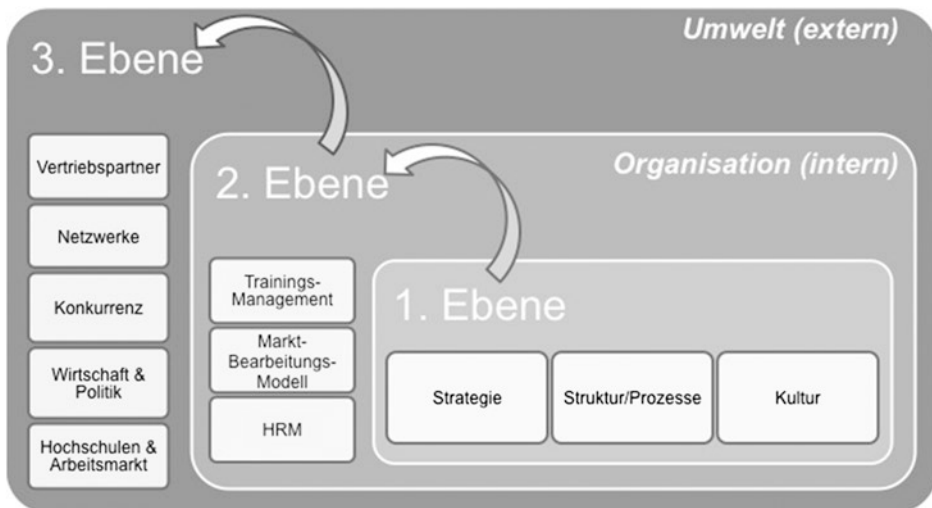 Umwelt (extern)
3. Ebene
Vertriebspartner
Netzwerke
Konkurrenz
Wirtschaft &
Politik
Hochschulen &
Arbeitsmarkt
Organisation (intern)
2. Ebene
Trainings-
Management
Markt-
Bearbeitungs-
Modell
HRM
1. Ebene
Strategie
Struktur/Prozesse
Kultur